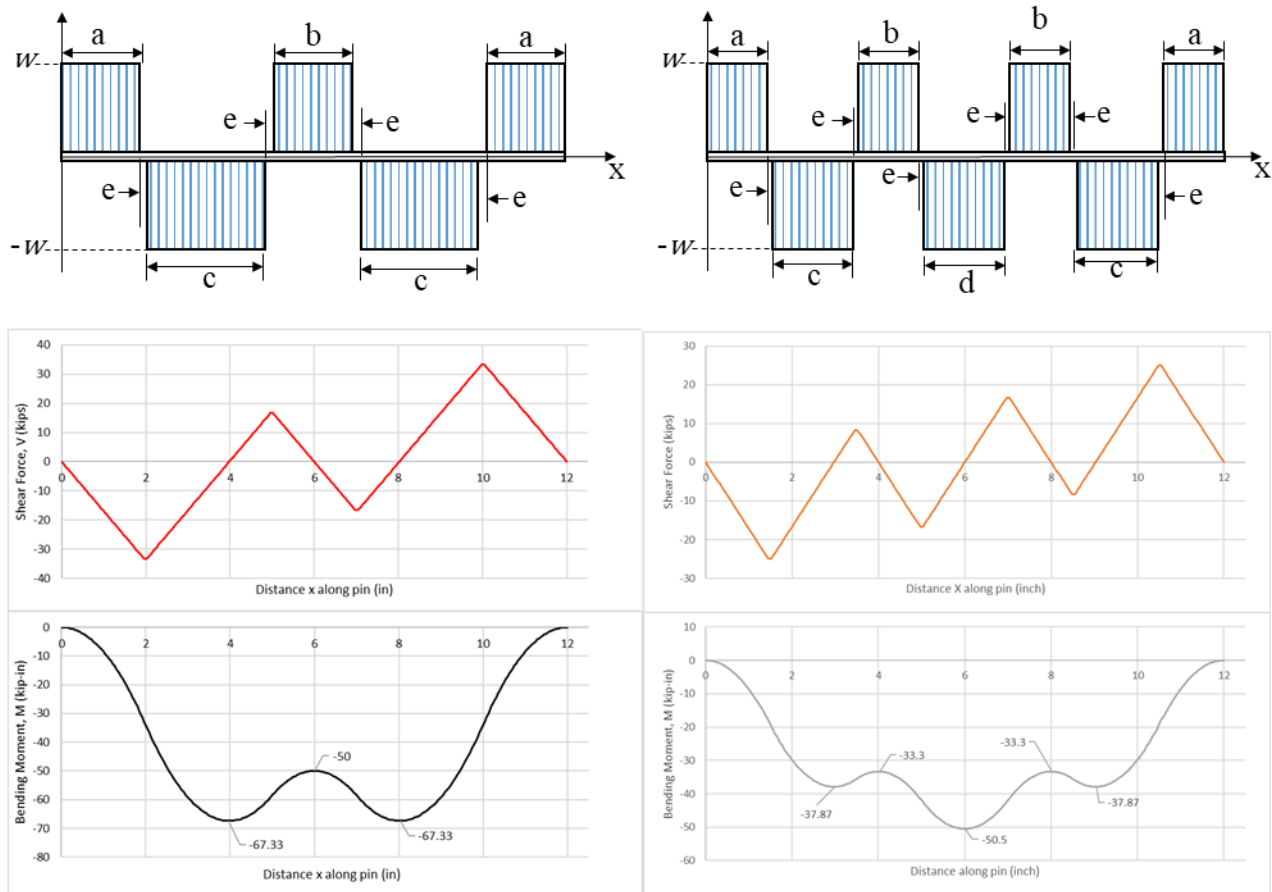 a b a
w
e e
e e
X
-w
c c
a b b a
w
e e e
e e e
X
-w
c d c
40
30
20
10
0
-10
-20
-30
-40
0 2 4 6 8 10 12
Shear Force, V (kips)
Distance x along pin (in)
30
20
10
0
-10
-20
-30
0 2 4 6 8 10 12
Shear Force (kips)
Distance X along pin (inch)
0
-10
-20
-30
-40
-50
-60
-70
-80
0 2 4 6 8 10 12
Bending Moment, M (kip-in)
-50
-67.33 -67.33
Distance x along pin (in)
10
0
-10
-20
-30
-40
-50
-60
0 2 4 6 8 10 12
Bending Moment, M (kip-in)
-33.3 -33.3
-37.87 -37.87
-50.5
Distance along pin (inch)